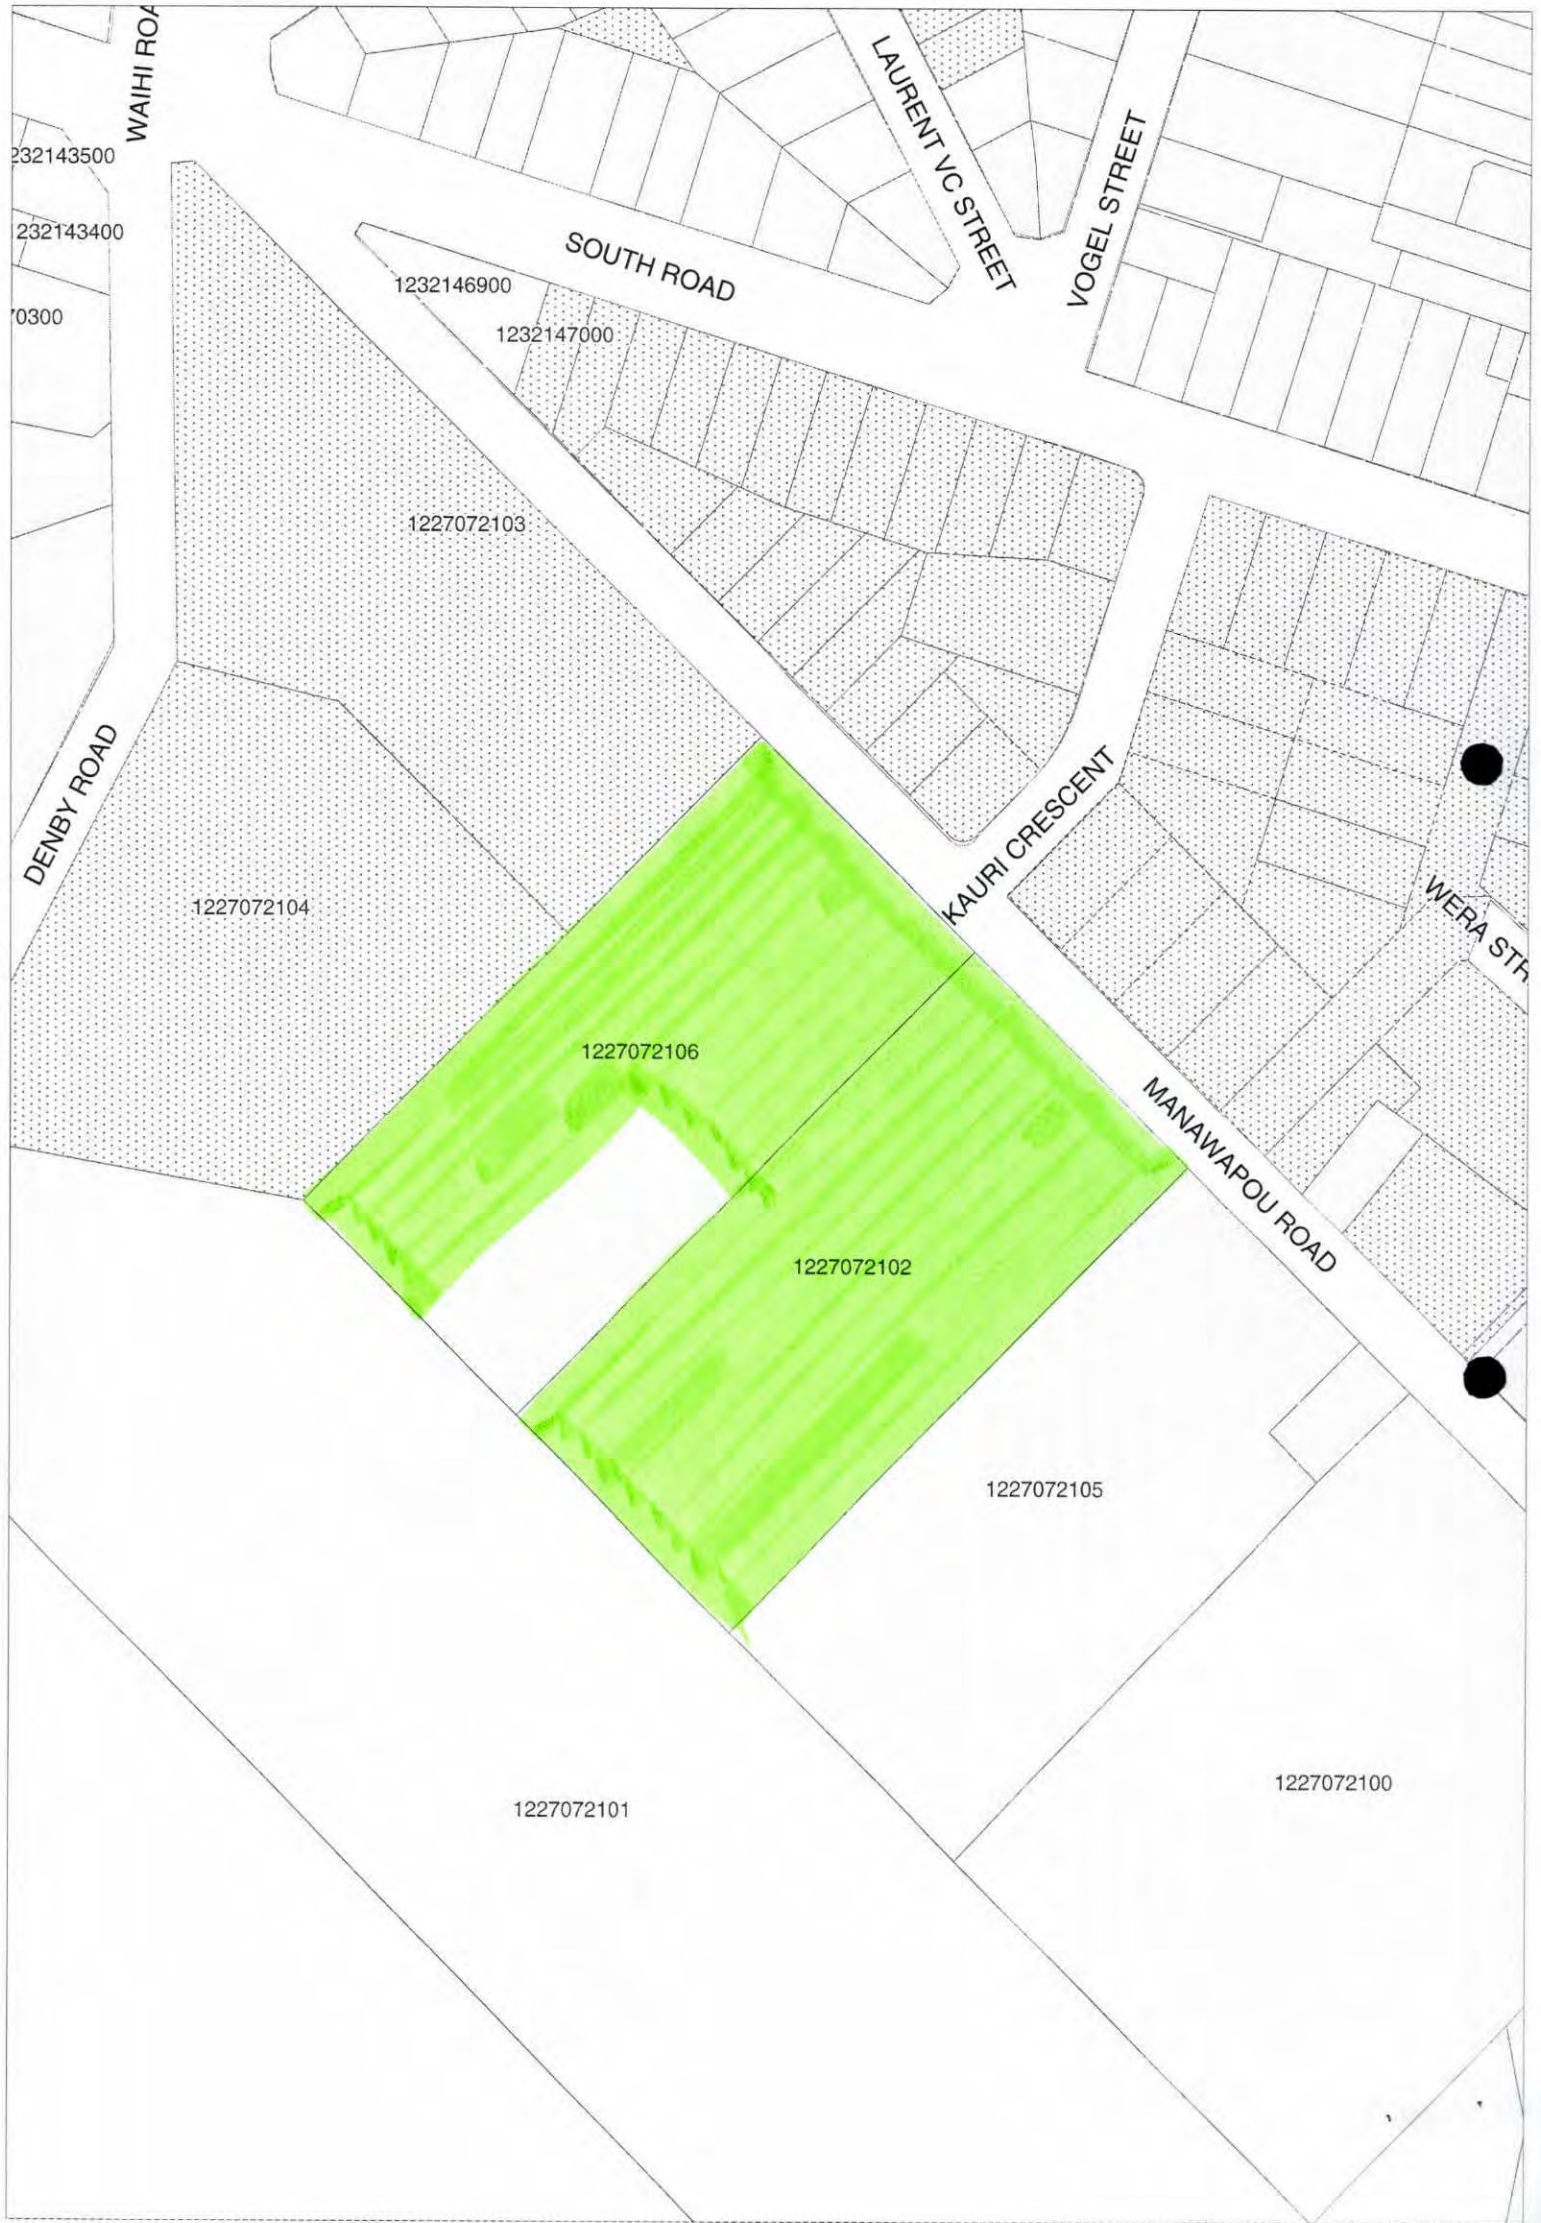 WAIHI ROA
LAURENT VC STREET
VOGEL STREET
232143500
232143400
SOUTH ROAD
1232146900
70300
1232147000
1227072103
DENBY ROAD
KAURI CRESCENT
1227072104
WERA STR
1227072106
MANAWAPOU ROAD
1227072102
1227072105
1227072100
1227072101